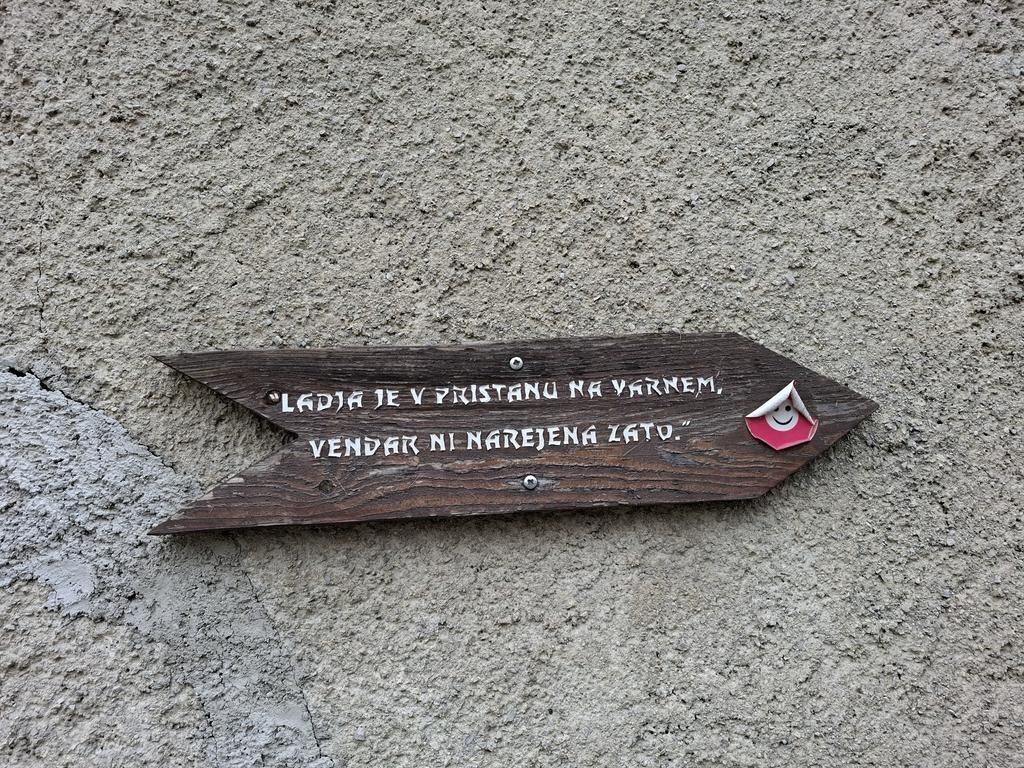 "LADJA JE V PRISTANU NA VARNEM,
VENDAR NI NAREJENA ZATO."